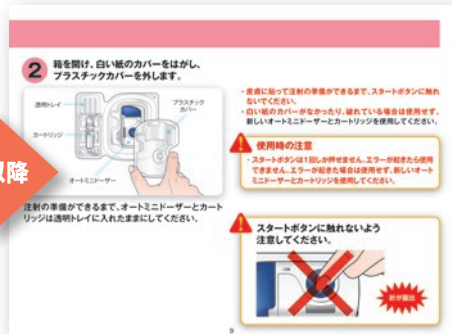 以降
2 箱を開け、白い紙のカバーをはがし、
プラスチックカバーを外します。
透明トレイ
カートリッジ
オートミニドーザー
プラスチック
カバー
注射の準備ができるまで、オートミニドーザーとカート
リッジは透明トレイに入れたままにしてください。
・皮膚に貼って注射の準備ができるまで、スタートボタンに触れ
ないでください。
・白い紙のカバーがなかったり、破れている場合は使用せず、
新しいオートミニドーザーとカートリッジを使用してください。
使用時の注意
・スタートボタンは1回しか押せません。エラーが起きたら使用
できません。エラーが起きた場合は使用せず、新しいオート
ミニドーザーとカートリッジを使用してください。
スタートボタンに触れないよう
注意してください。
針が露出
9